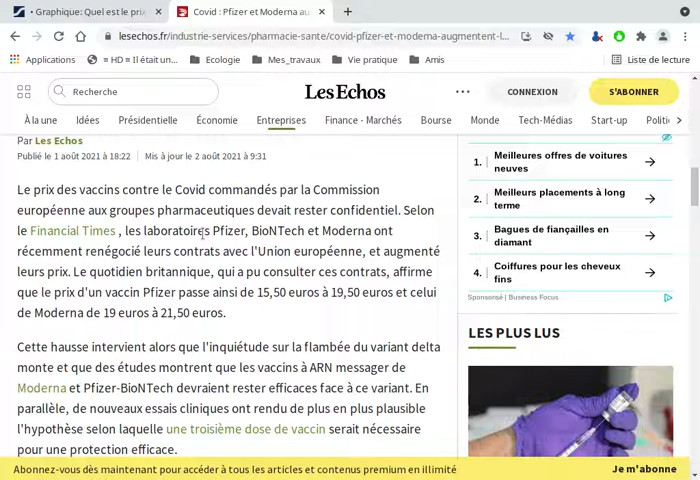 • Graphique: Quel est le pri
Covid : Pfizer et Moderna au
lesechos.fr/industrie-services/pharmacie-sante/covid-pfizer-et-moderna-augmentent-l...
Applications
= HD = Il était un...
Ecologie
Mes_travaux
Vie pratique
Amis
Liste de lecture
Recherche
Les Echos
CONNEXION
S'ABONNER
À la une
Idées
Présidentielle
Économie
Entreprises
Finance - Marchés
Bourse
Monde
Tech-Médias
Start-up
Politi
Par Les Echos
Publié le 1 août 2021 à 18:22 | Mis à jour le 2 août 2021 à 9:31
Le prix des vaccins contre le Covid commandés par la Commission
européenne aux groupes pharmaceutiques devait rester confidentiel. Selon
le Financial Times , les laboratoires Pfizer, BioNTech et Moderna ont
récemment renégocié leurs contrats avec l'Union européenne, et augmenté
leurs prix. Le quotidien britannique, qui a pu consulter ces contrats, affirme
que le prix d'un vaccin Pfizer passe ainsi de 15,50 euros à 19,50 euros et celui
de Moderna de 19 euros à 21,50 euros.
Cette hausse intervient alors que l'inquiétude sur la flambée du variant delta
monte et que des études montrent que les vaccins à ARN messager de
Moderna et Pfizer-BioNTech devraient rester efficaces face à ce variant. En
parallèle, de nouveaux essais cliniques ont rendu de plus en plus plausible
l'hypothèse selon laquelle une troisième dose de vaccin serait nécessaire
pour une protection efficace.
1. Meilleures offres de voitures
neuves
2. Meilleurs placements à long
terme
3. Bagues de fiançailles en
diamant
4. Coiffures pour les cheveux
fins
Sponsorisé | Business Focus
LES PLUS LUS
Abonnez-vous dès maintenant pour accéder à tous les articles et contenus premium en illimité
Je m'abonne